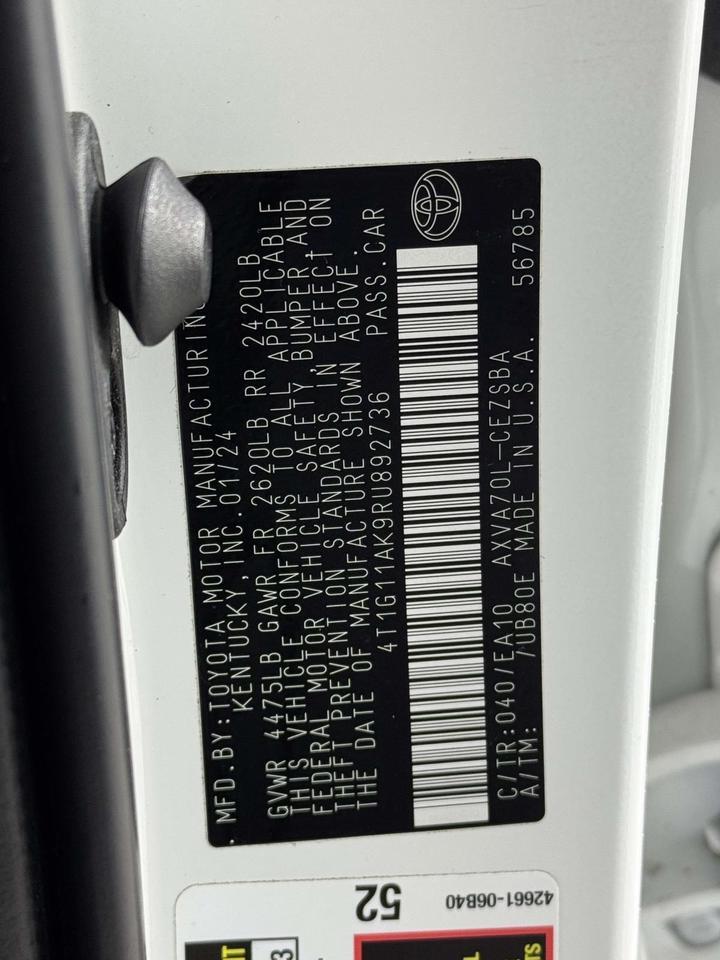 MFD.BY:TOYOTA MOTOR MANUFACTURING
KENTUCKY,INC.01/24
GVWR 4475LB GAWR FR 2620LB RR 2420LB
THIS VEHICLE CONFORMS TO ALL APPLICABLE
FEDERAL MOTOR VEHICLE SAFETY, BUMPER, AND
THEFT PREVENTION STANDARDS IN EFFECT ON
THE DATE OF MANUFACTURE SHOWN ABOVE.
4T1G11AK9RU892736 PASS.CAR
C/TR:040/EA10 AXVA70L-CEZSBA
A/TM: /UB80E MADE IN U.S.A. 56785
52
42661-06B40
3